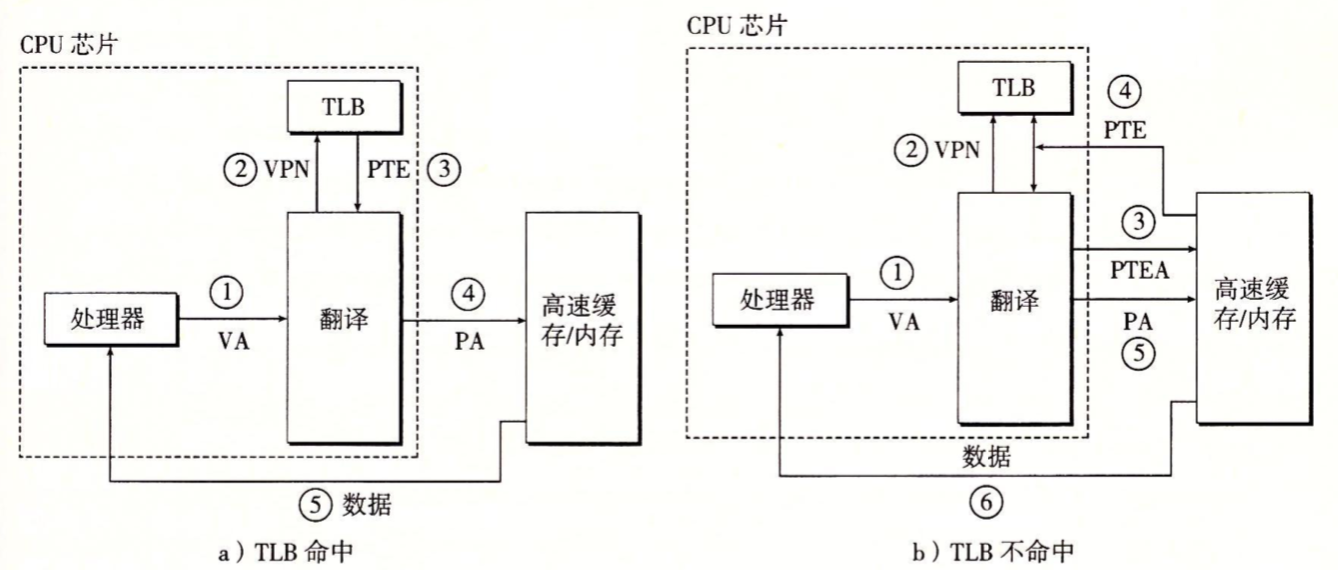 CPU 芯片
TLB
② VPN
PTE ③
处理器
①
VA
翻译
④
PA
高速缓
存/内存
⑤ 数据
a）TLB 命中
CPU 芯片
TLB
④
PTE
② VPN
处理器
①
VA
翻译
③
PTEA
PA
⑤
高速缓
存/内存
数据
⑥
b）TLB 不命中